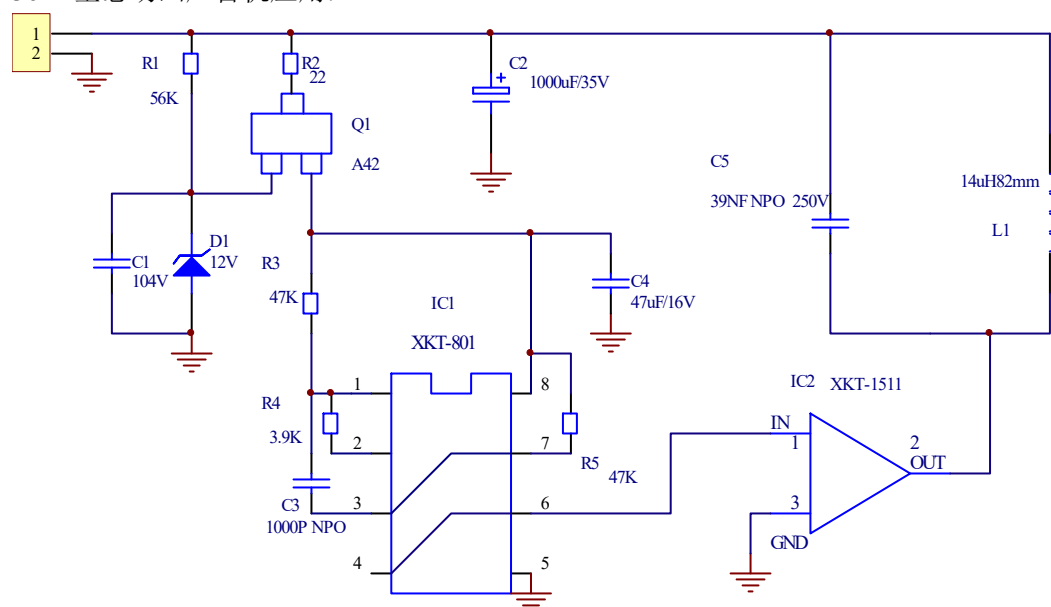 1
2
R1
56K
R2
22
Q1
A42
C2
1000uF/35V
C5
39NF NPO 250V
14uH82mm
L1
C1
104V
D1
12V
R3
47K
C4
47uF/16V
IC1
XKT-801
R4
3.9K
C3
1000P NPO
1
2
3
4
8
7
6
5
R5
47K
IC2 XKT-1511
IN
1
2
OUT
3
GND